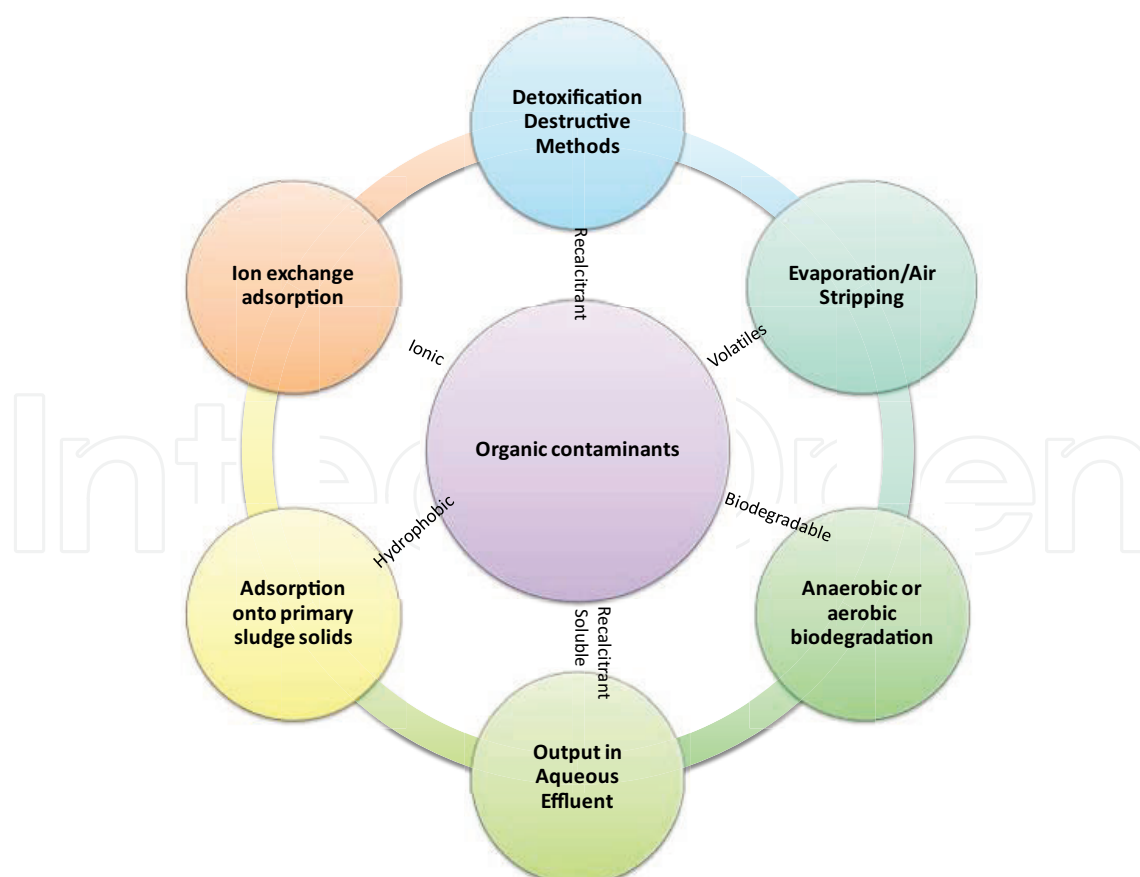 Detoxification
Destructive
Methods
Recalcitrant
Evaporation/Air
Stripping
Volatiles
Biodegradable
Anaerobic or
aerobic
biodegradation
Recalcitrant
Soluble
Output in
Aqueous
Effluent
Adsorption
onto primary
sludge solids
Hydrophobic
Ion exchange
adsorption
Ionic
Organic contaminants